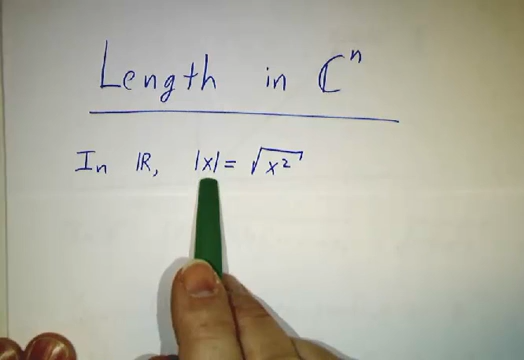 Length in ℂⁿ
In ℝ, |x| = √x²